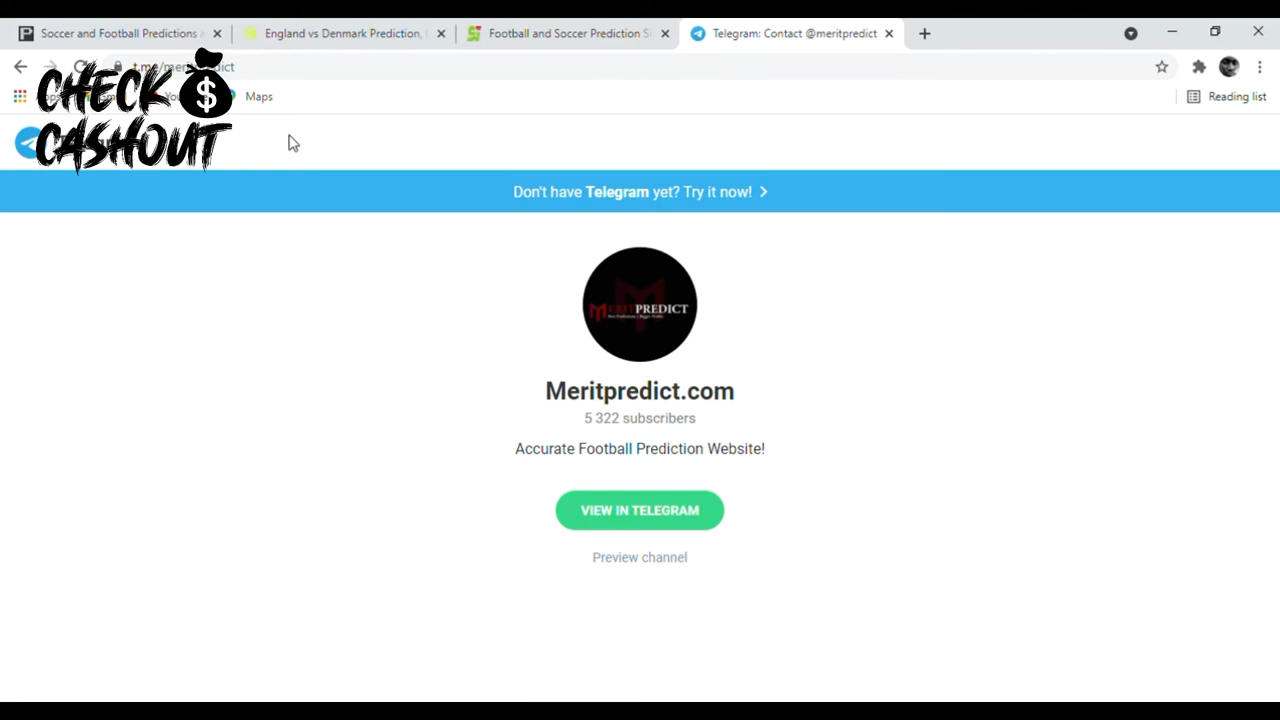 Soccer and Football Predictions a
England vs Denmark Prediction, 
Football and Soccer Prediction Si
Telegram: Contact @meritpredict
CHECK $
CASHOUT
Maps
Reading list
Don't have Telegram yet? Try it now!
MERITPREDICT
Meritpredict.com
5 322 subscribers
Accurate Football Prediction Website!
VIEW IN TELEGRAM
Preview channel